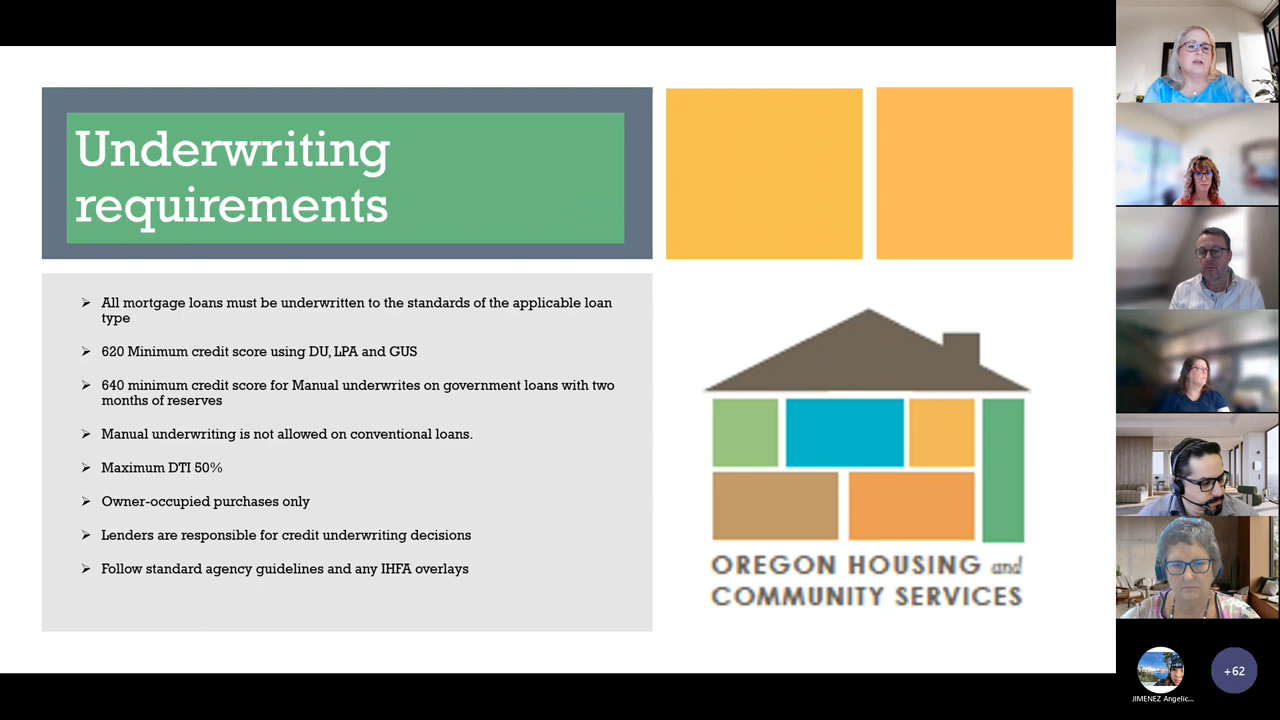 Underwriting
requirements
➢ All mortgage loans must be underwritten to the standards of the applicable loan
type
➢ 620 Minimum credit score using DU, LPA and GUS
➢ 640 minimum credit score for Manual underwrites on government loans with two
months of reserves
➢ Manual underwriting is not allowed on conventional loans.
➢ Maximum DTI 50%
➢ Owner-occupied purchases only
➢ Lenders are responsible for credit underwriting decisions
➢ Follow standard agency guidelines and any IHFA overlays
OREGON HOUSING and
COMMUNITY SERVICES
JIMENEZ Angelic...
+62